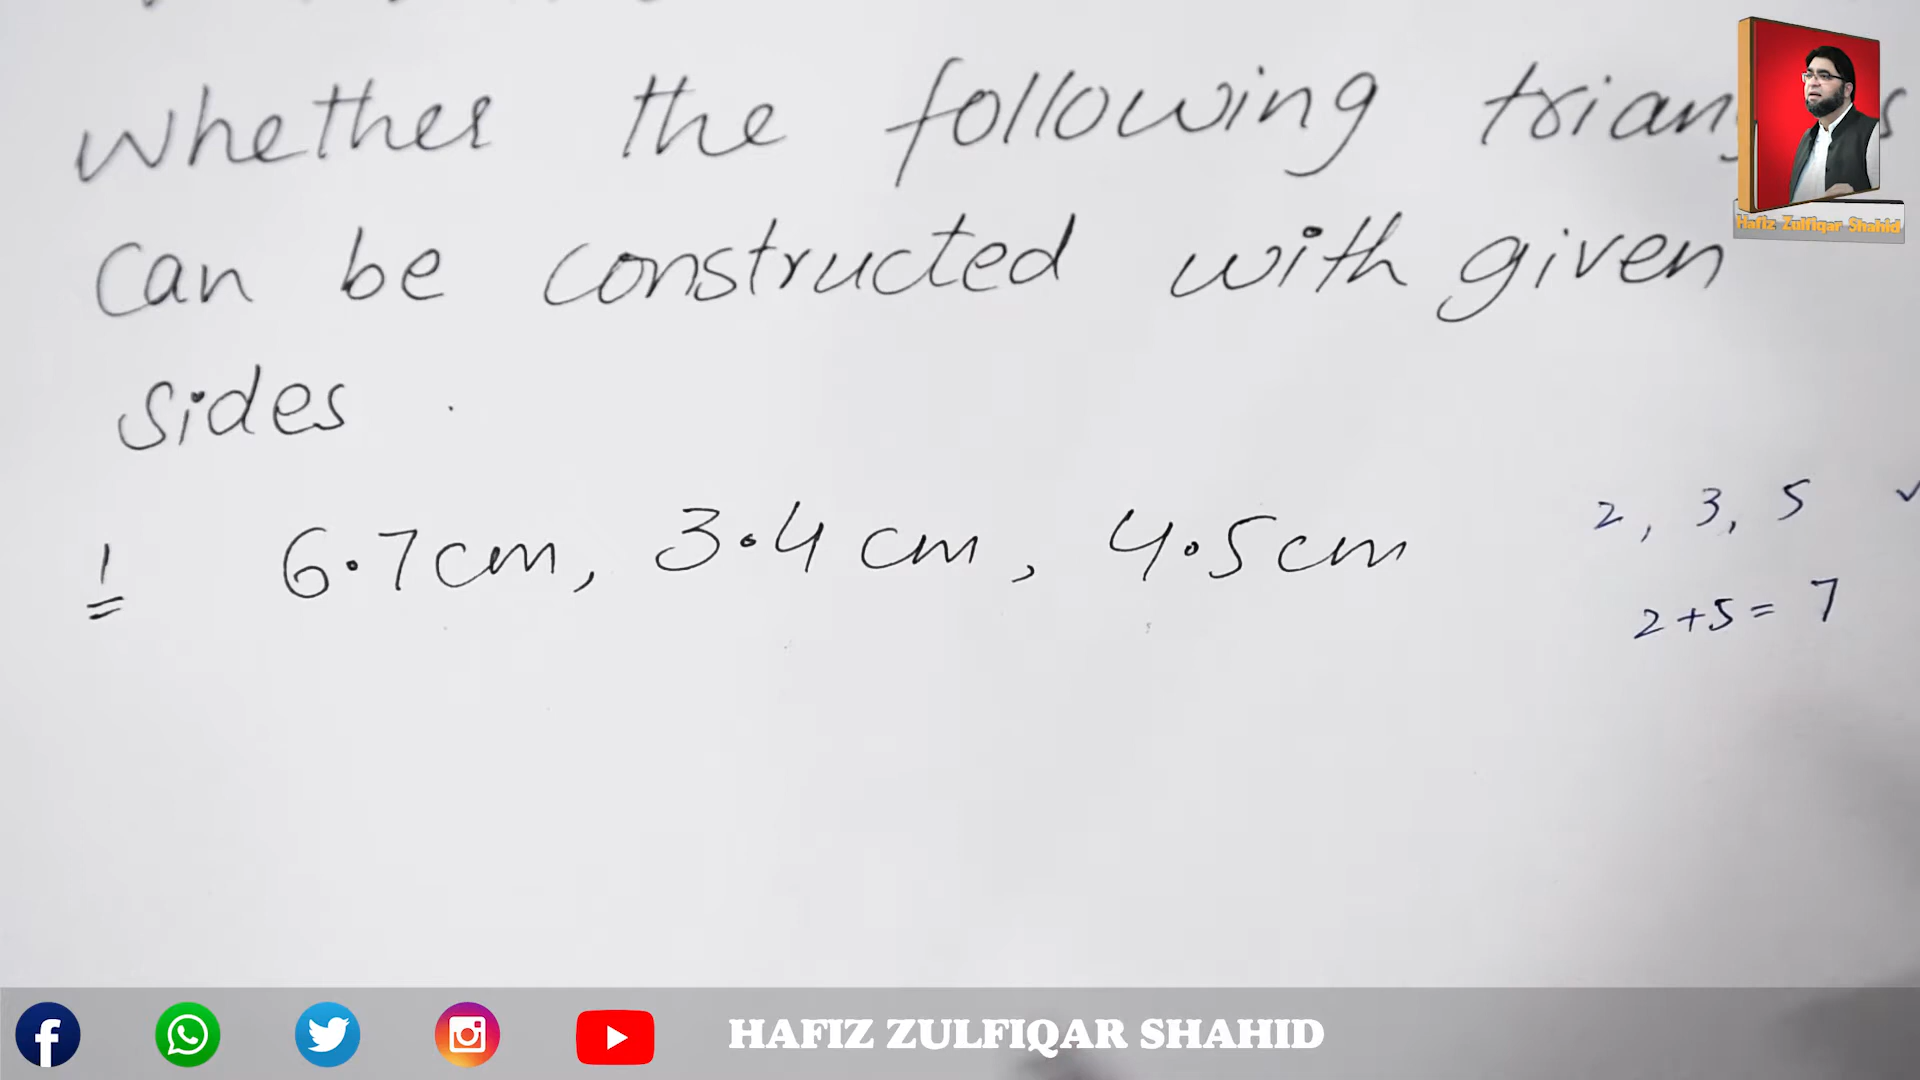 whether the following trian s
can be constructed with given
sides .
Hafiz Zulfiqar Shahid
1 6.7cm, 3.4 cm, 4.5cm
2, 3, 5 ✓
2+5= 7
HAFIZ ZULFIQAR SHAHID